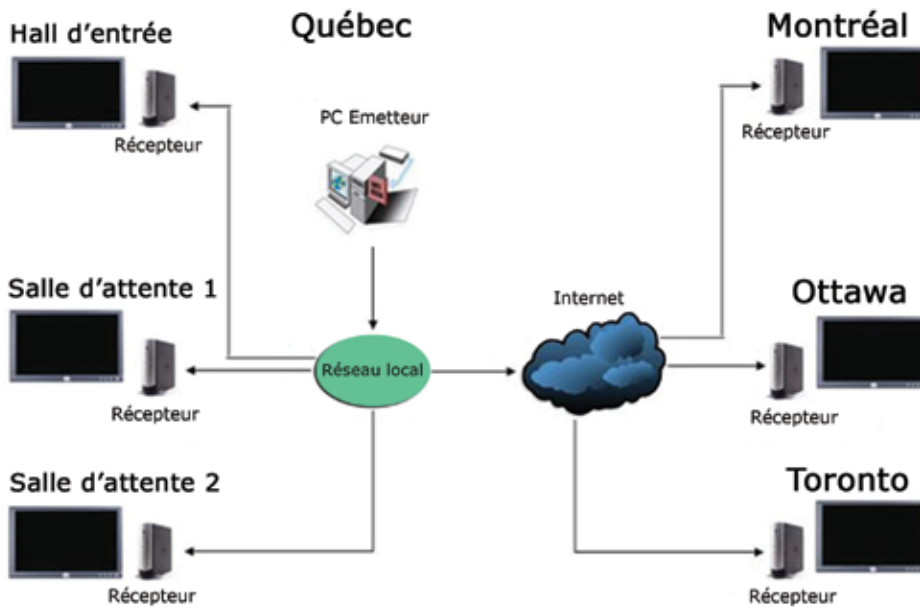 Hall d'entrée
Québec
Montréal
PC Emetteur
Récepteur
Récepteur
Salle d'attente 1
Internet
Ottawa
Réseau local
Récepteur
Récepteur
Salle d'attente 2
Toronto
Récepteur
Récepteur